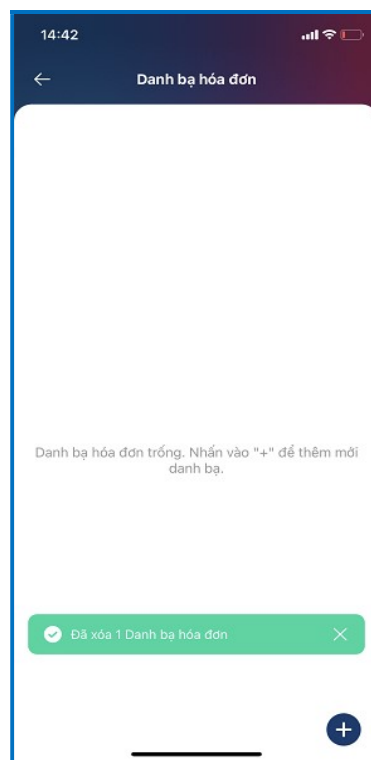 14:42
Danh bạ hóa đơn
Danh bạ hóa đơn trống. Nhấn vào "+" để thêm mới
danh bạ.
Đã xóa 1 Danh bạ hóa đơn